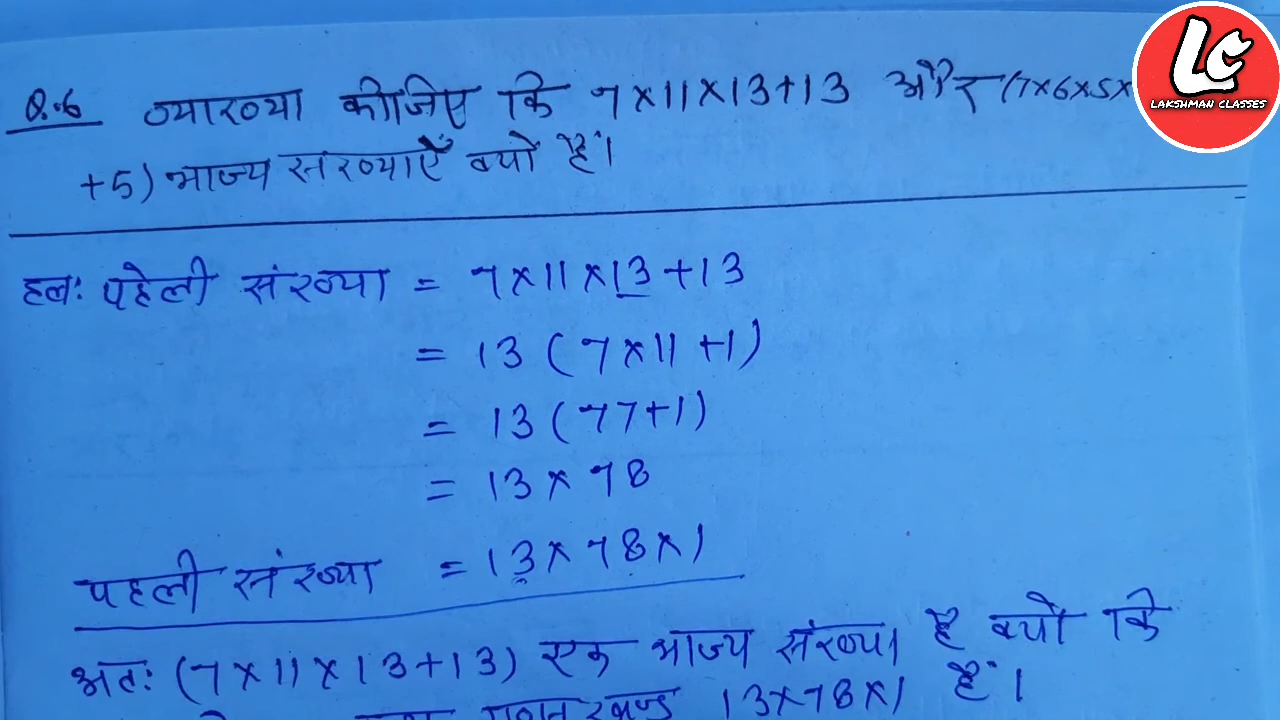 LC
LAKSHMAN CLASSES
Q.6 व्याख्या कीजिए कि 7×11×13+13 और (7×6×5×
+5) भाज्य संख्याएँ क्यों हैं।
हलः पहेली संख्या = 7×11×13+13
= 13(7×11+1)
= 13(77+1)
= 13×78
पहली संख्या = 13×78×1
अतः (7×11×13+13) एक भाज्य संख्या है क्यो कि
13×78×1 हैं।